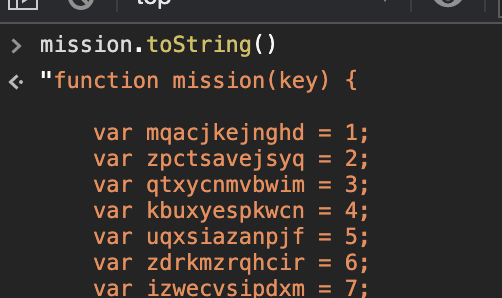 top
> mission.toString()
"function mission(key) {
var mqacjkejnghd = 1;
var zpctsavejsyq = 2;
var qtxycnmvbwim = 3;
var kbuxyespkwcn = 4;
var uqxsiazanpjf = 5;
var zdrkmzrqhcir = 6;
var izwecvsipdxm = 7;